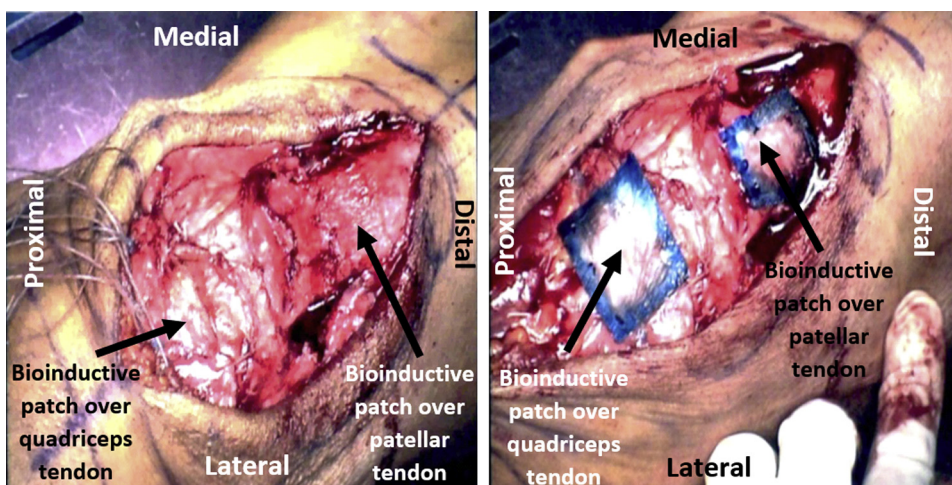 Medial
Proximal
Distal
Bioinductive
patch over
quadriceps
tendon
Bioinductive
patch over
patellar
tendon
Lateral
Medial
Proximal
Distal
Bioinductive
patch over
patellar
tendon
Bioinductive
patch over
quadriceps
tendon
Lateral